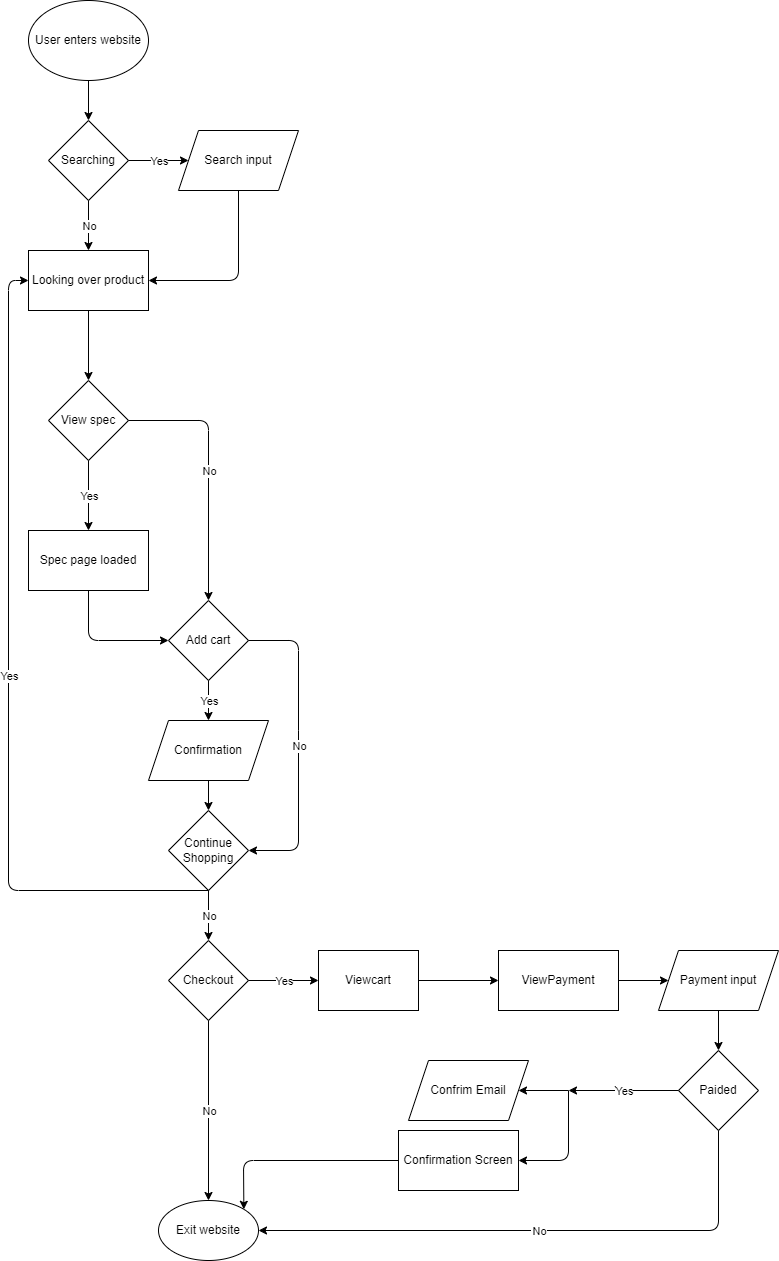 User enters website
Searching
Yes
Search input
No
Looking over product
View spec
No
Yes
Spec page loaded
Add cart
Yes
Yes
Confirmation
No
Continue
Shopping
No
Checkout
Yes
Viewcart
ViewPayment
Payment input
Confrim Email
Yes
Paided
No
Confirmation Screen
Exit website
No